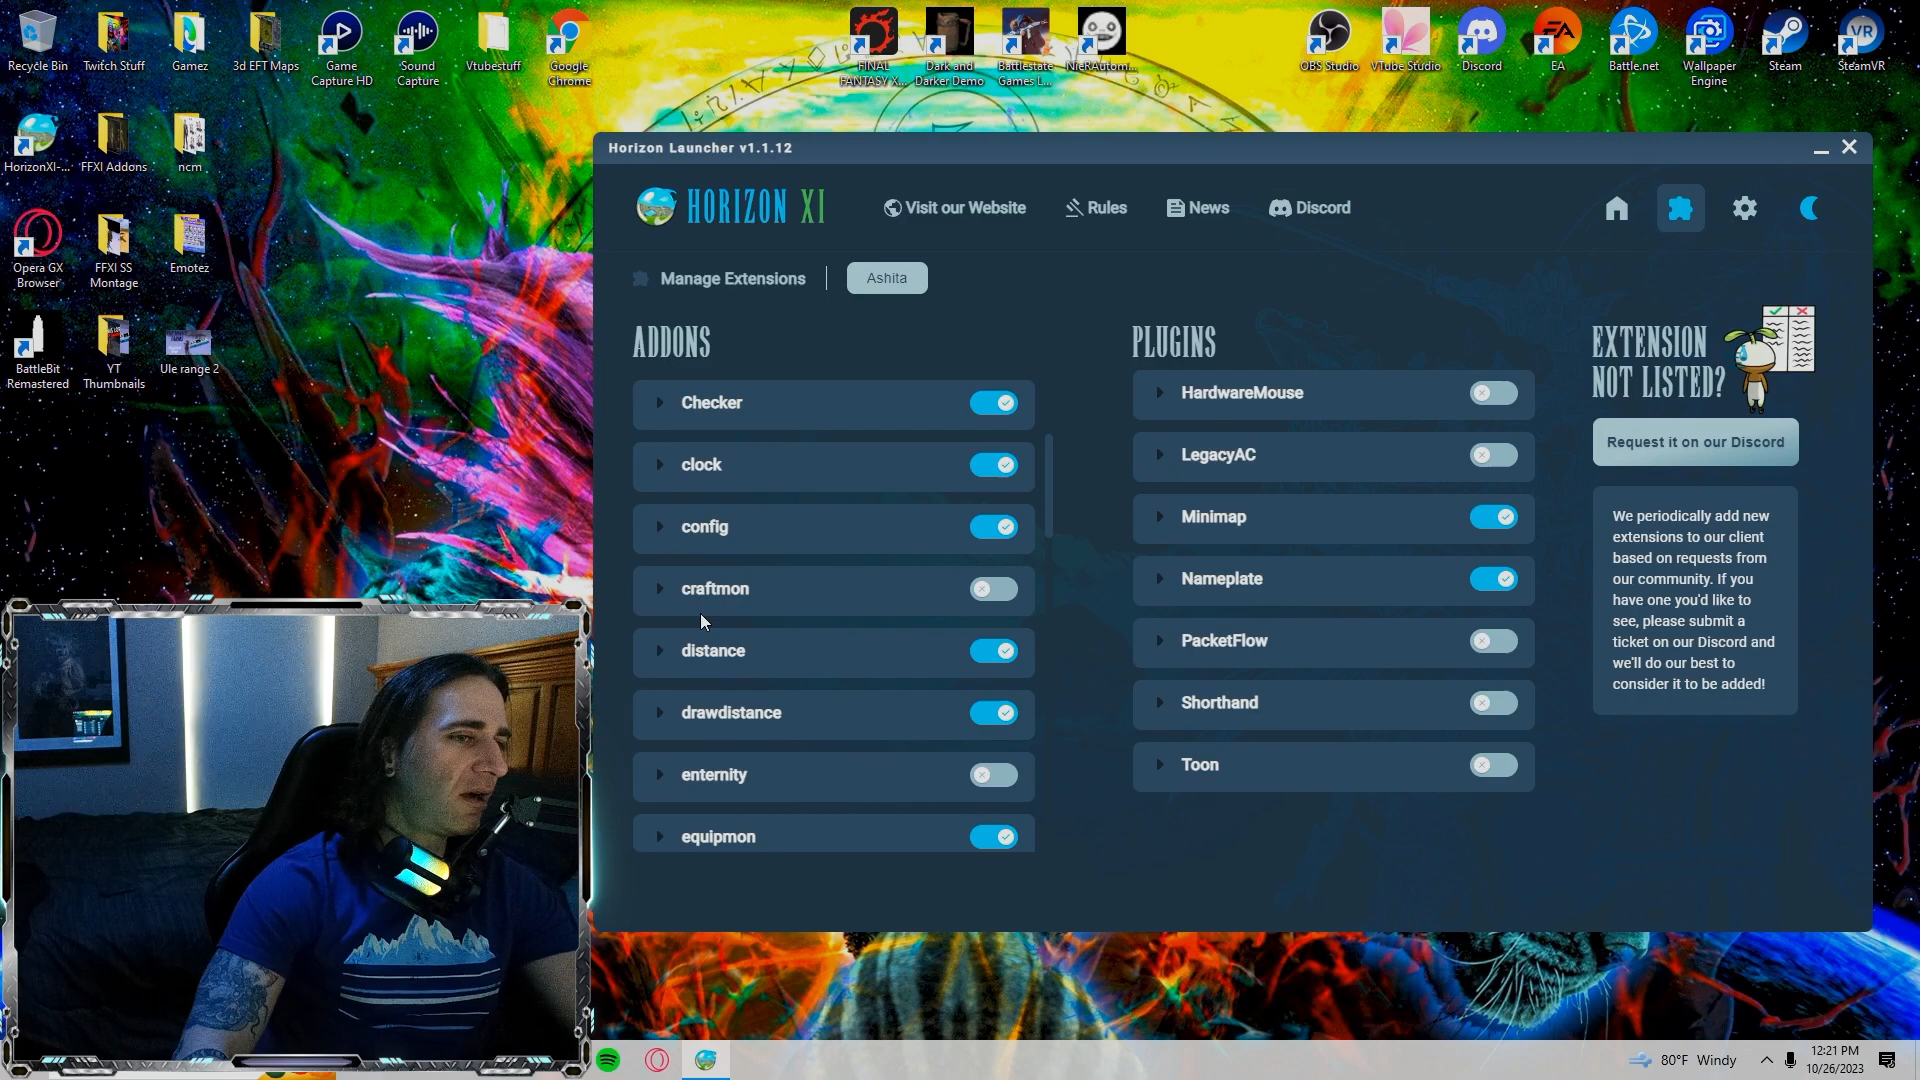 Recycle Bin
Twitch Stuff
Gamez
3d EFT Maps
Game
Capture HD
Sound
Capture
Vtubestuff
Google
Chrome
FINAL
FANTASY X...
Dark and
Darker Demo
Battlestate
Games L...
NieRAutom...
OBS Studio
VTube Studio
Discord
EA
Battle.net
Wallpaper
Engine
Steam
SteamVR
HorizonXI-...
FFXI Addons
ncm
Opera GX
Browser
FFXI SS
Montage
Emotez
BattleBit
Remastered
YT
Thumbnails
Ule range 2
Horizon Launcher v1.1.12
HORIZON XI
Visit our Website
Rules
News
Discord
Manage Extensions
Ashita
ADDONS
Checker
clock
config
craftmon
distance
drawdistance
enternity
equipmon
PLUGINS
HardwareMouse
LegacyAC
Minimap
Nameplate
PacketFlow
Shorthand
Toon
EXTENSION
NOT LISTED?
Request it on our Discord
We periodically add new
extensions to our client
based on requests from
our community. If you
have one you'd like to
see, please submit a
ticket on our Discord and
we'll do our best to
consider it to be added!
80°F Windy
12:21 PM
10/26/2023